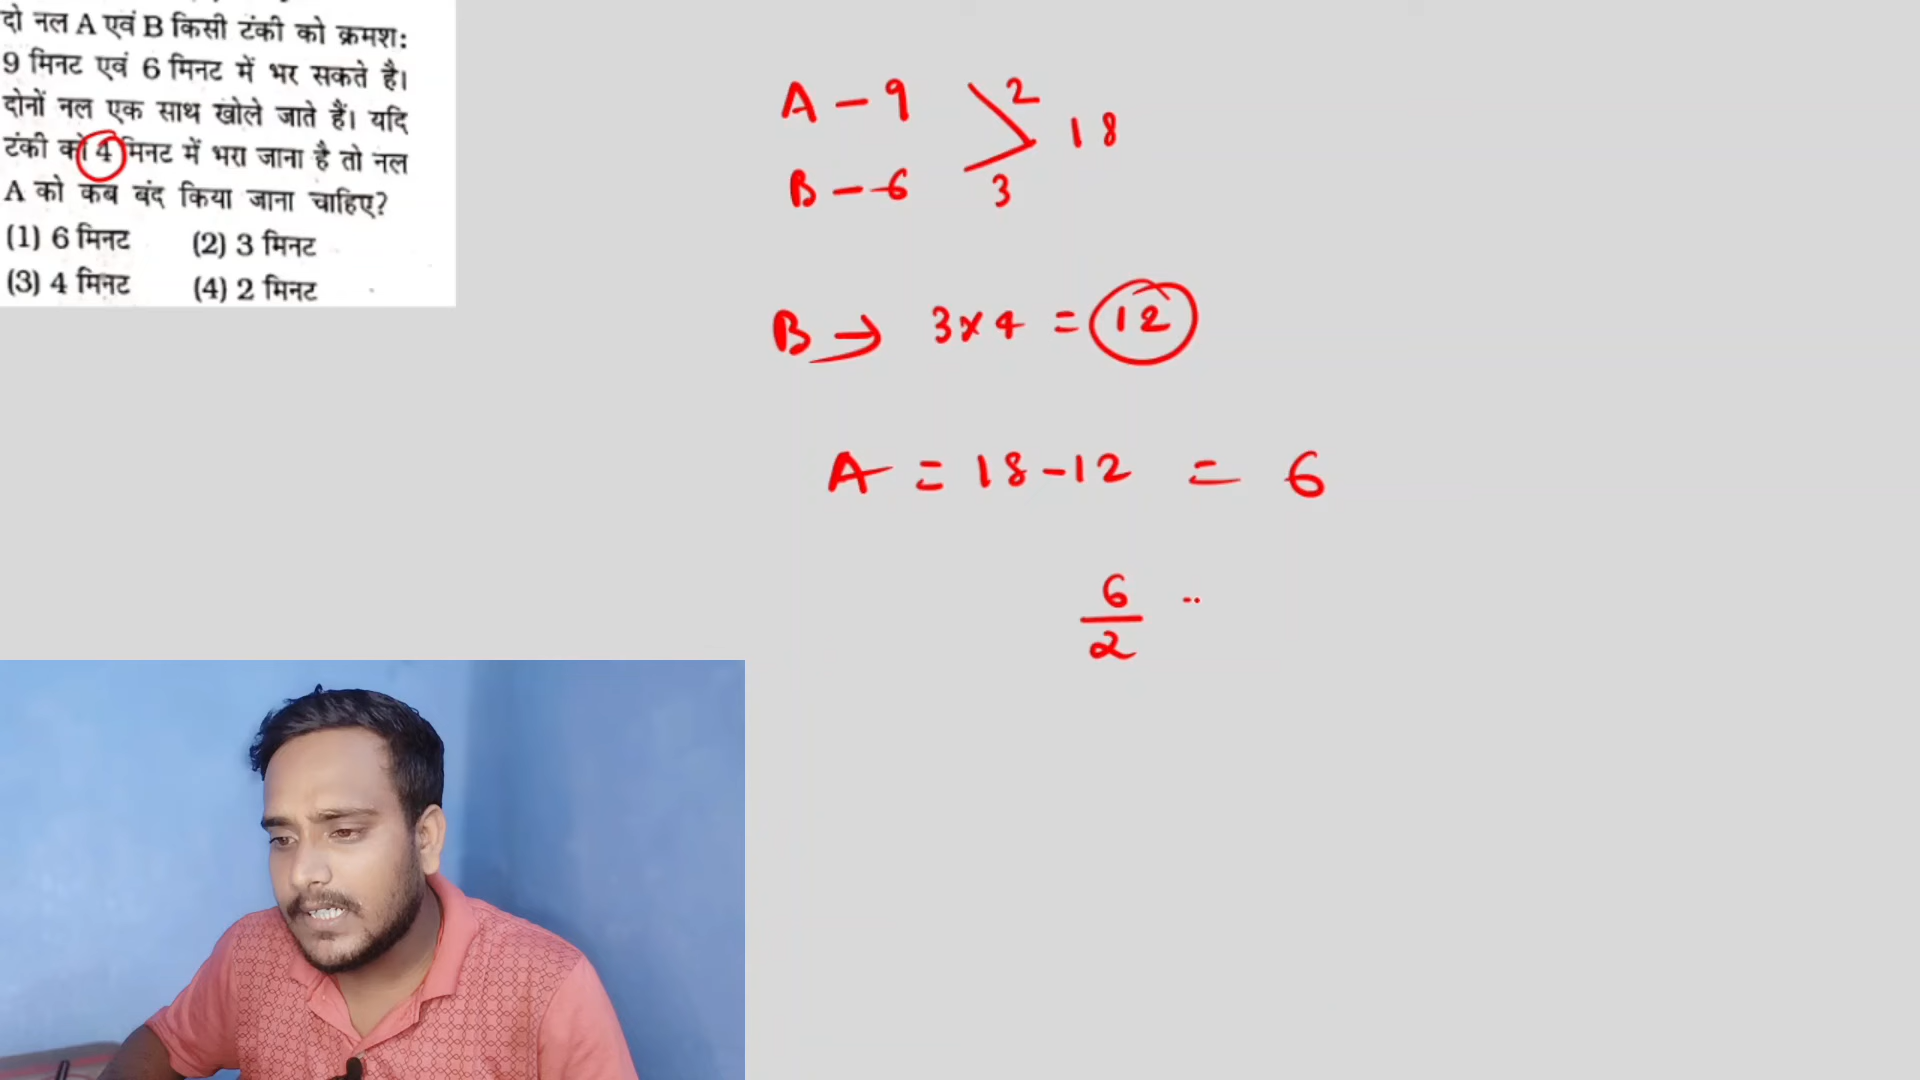 दो नल A एवं B किसी टंकी को क्रमश:
9 मिनट एवं 6 मिनट में भर सकते है।
दोनों नल एक साथ खोले जाते हैं। यदि
टंकी को 4 मिनट में भरा जाना है तो नल
A को कब बंद किया जाना चाहिए?
(1) 6 मिनट (2) 3 मिनट
(3) 4 मिनट (4) 2 मिनट
A - 9 2
18
B - 6 3
B → 3 x 4 = 12
A = 18 - 12 = 6
6
2